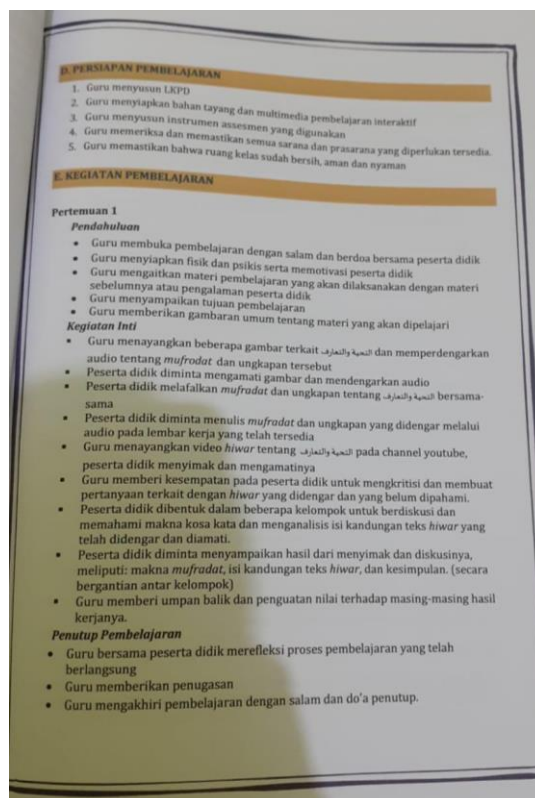 D. PERSIAPAN PEMBELAJARAN
1. Guru menyusun LKPD
2. Guru menyiapkan bahan tayang dan multimedia pembelajaran interaktif
3. Guru menyusun instrumen assesmen yang digunakan
4. Guru memeriksa dan memastikan semua sarana dan prasarana yang diperlukan tersedia.
5. Guru memastikan bahwa ruang kelas sudah bersih, aman dan nyaman
E. KEGIATAN PEMBELAJARAN
Pertemuan 1
Pendahuluan
• Guru membuka pembelajaran dengan salam dan berdoa bersama peserta didik
• Guru menyiapkan fisik dan psikis serta memotivasi peserta didik
• Guru mengaitkan materi pembelajaran yang akan dilaksanakan dengan materi
sebelumnya atau pengalaman peserta didik
• Guru menyampaikan tujuan pembelajaran
• Guru memberikan gambaran umum tentang materi yang akan dipelajari
Kegiatan Inti
• Guru menayangkan beberapa gambar terkait التحية والتعارف dan memperdengarkan
audio tentang mufrodat dan ungkapan tersebut
• Peserta didik diminta mengamati gambar dan mendengarkan audio
• Peserta didik melafalkan mufradat dan ungkapan tentang التحية والتعارف bersama-
sama
• Peserta didik diminta menulis mufradat dan ungkapan yang didengar melalui
audio pada lembar kerja yang telah tersedia
• Guru menayangkan video hiwar tentang التحية والتعارف pada channel youtube,
peserta didik menyimak dan mengamatinya
• Guru memberi kesempatan pada peserta didik untuk mengkritisi dan membuat
pertanyaan terkait dengan hiwar yang didengar dan yang belum dipahami.
• Peserta didik dibentuk dalam beberapa kelompok untuk berdiskusi dan
memahami makna kosa kata dan menganalisis isi kandungan teks hiwar yang
telah didengar dan diamati.
• Peserta didik diminta menyampaikan hasil dari menyimak dan diskusinya,
meliputi: makna mufradat, isi kandungan teks hiwar, dan kesimpulan. (secara
bergantian antar kelompok)
• Guru memberi umpan balik dan penguatan nilai terhadap masing-masing hasil
kerjanya.
Penutup Pembelajaran
• Guru bersama peserta didik merefleksi proses pembelajaran yang telah
berlangsung
• Guru memberikan penugasan
• Guru mengakhiri pembelajaran dengan salam dan do'a penutup.